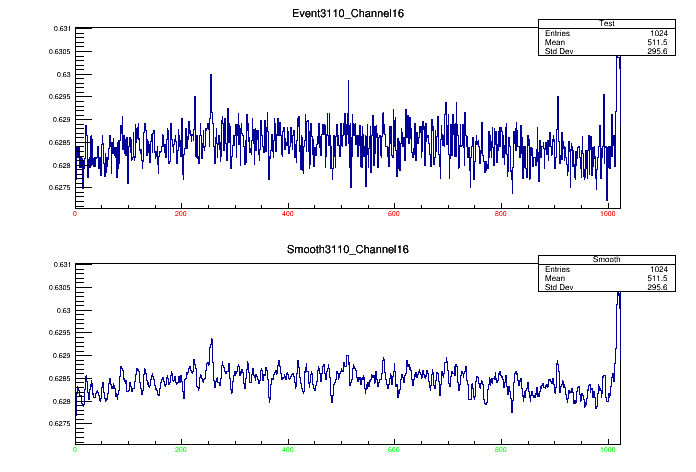 Event3110_Channel16
Test
Entries 1024
Mean 511.5
Std Dev 295.6
0.631
0.6305
0.63
0.6295
0.629
0.6285
0.628
0.6275
0 200 400 600 800 1000
Smooth3110_Channel16
Smooth
Entries 1024
Mean 511.5
Std Dev 295.6
0.631
0.6305
0.63
0.6295
0.629
0.6285
0.628
0.6275
0 200 400 600 800 1000